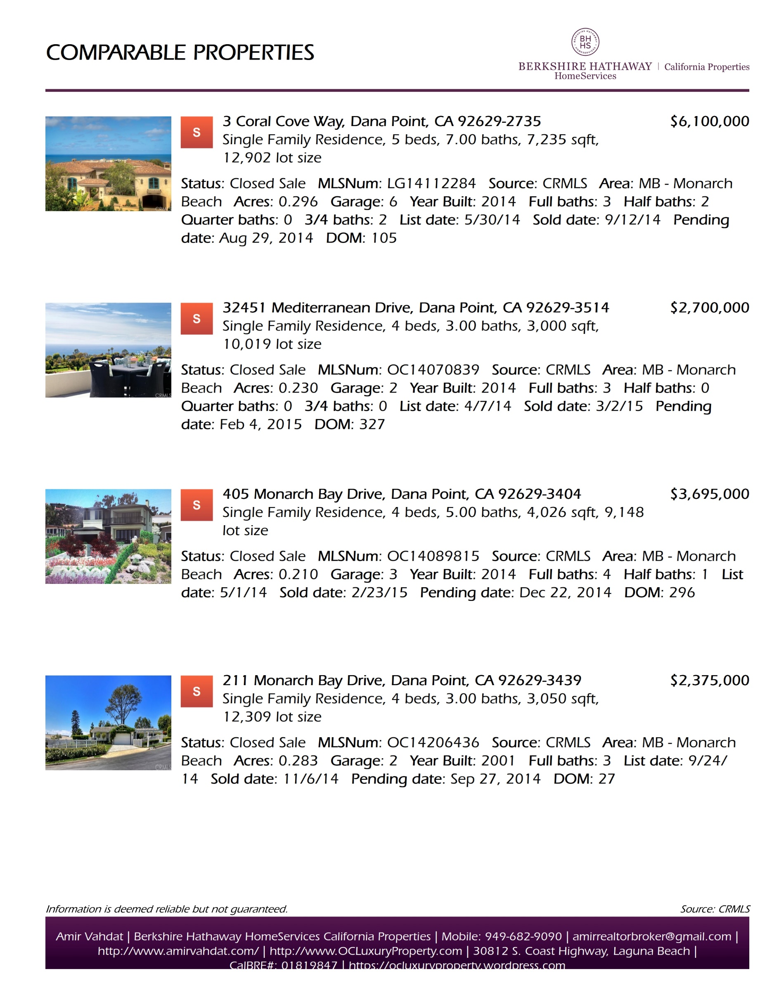 COMPARABLE PROPERTIES
BERKSHIRE HATHAWAY
BH
HS
HOMESERVICES
BERKSHIRE HATHAWAY | California Properties
HomeServices
S
3 Coral Cove Way, Dana Point, CA 92629-2735
$6,100,000
Single Family Residence, 5 beds, 7.00 baths, 7,235 sqft,
12,902 lot size
Status: Closed Sale MLSNum: LG14112284 Source: CRMLS Area: MB - Monarch
Beach Acres: 0.296 Garage: 6 Year Built: 2014 Full baths: 3 Half baths: 2
Quarter baths: 0 3/4 baths: 2 List date: 5/30/14 Sold date: 9/12/14 Pending
date: Aug 29, 2014 DOM: 105
CRMLS
S
32451 Mediterranean Drive, Dana Point, CA 92629-3514
$2,700,000
Single Family Residence, 4 beds, 3.00 baths, 3,000 sqft,
10,019 lot size
Status: Closed Sale MLSNum: OC14070839 Source: CRMLS Area: MB - Monarch
Beach Acres: 0.230 Garage: 2 Year Built: 2014 Full baths: 3 Half baths: 0
Quarter baths: 0 3/4 baths: 0 List date: 4/7/14 Sold date: 3/2/15 Pending
date: Feb 4, 2015 DOM: 327
CRMLS
S
405 Monarch Bay Drive, Dana Point, CA 92629-3404
$3,695,000
Single Family Residence, 4 beds, 5.00 baths, 4,026 sqft, 9,148
lot size
Status: Closed Sale MLSNum: OC14089815 Source: CRMLS Area: MB - Monarch
Beach Acres: 0.210 Garage: 3 Year Built: 2014 Full baths: 4 Half baths: 1 List
date: 5/1/14 Sold date: 2/23/15 Pending date: Dec 22, 2014 DOM: 296
S
211 Monarch Bay Drive, Dana Point, CA 92629-3439
$2,375,000
Single Family Residence, 4 beds, 3.00 baths, 3,050 sqft,
12,309 lot size
Status: Closed Sale MLSNum: OC14206436 Source: CRMLS Area: MB - Monarch
Beach Acres: 0.283 Garage: 2 Year Built: 2001 Full baths: 3 List date: 9/24/
14 Sold date: 11/6/14 Pending date: Sep 27, 2014 DOM: 27
CRMLS
Information is deemed reliable but not guaranteed.
Source: CRMLS
Amir Vahdat | Berkshire Hathaway HomeServices California Properties | Mobile: 949-682-9090 | amirrealtorbroker@gmail.com |
http://www.amirvahdat.com/ | http://www.OCLuxuryProperty.com | 30812 S. Coast Highway, Laguna Beach |
CalBRE#: 01819847 | https://ocluxuryproperty.wordpress.com